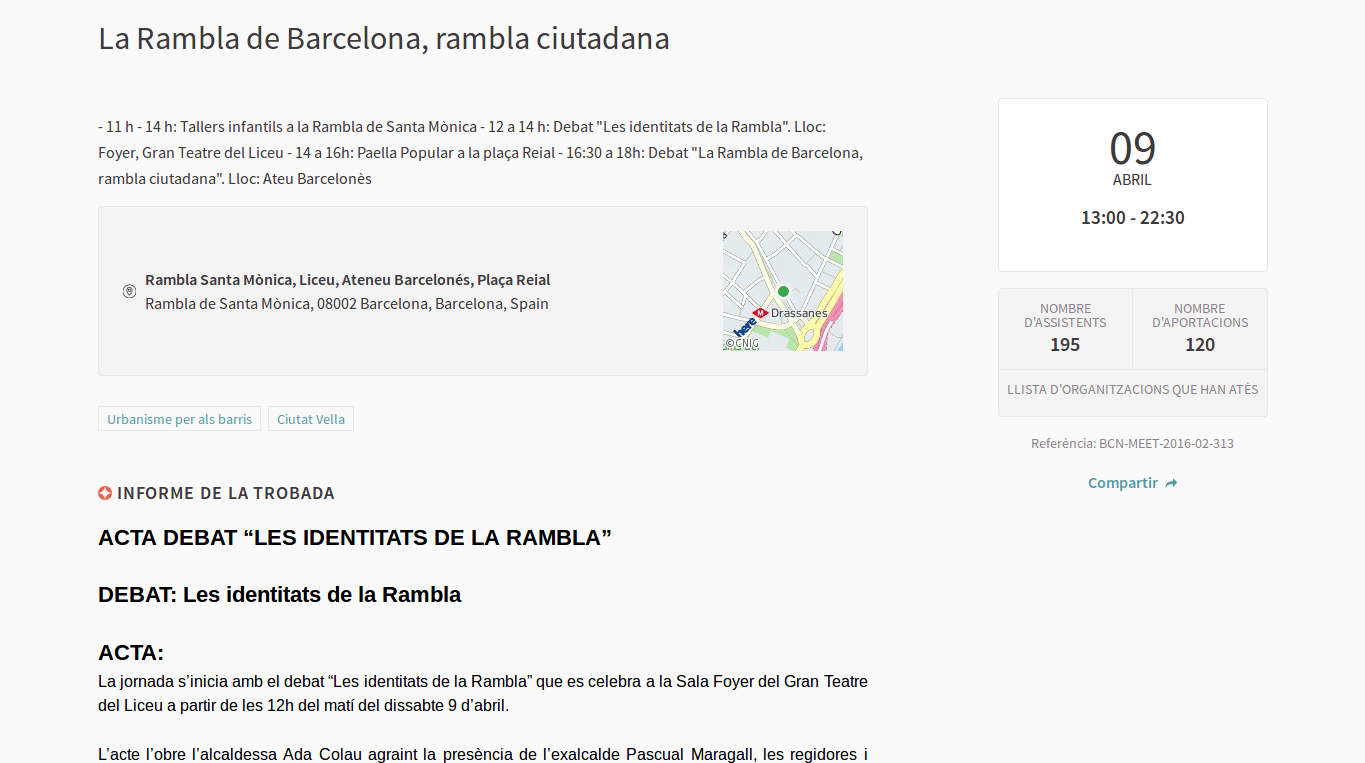 La Rambla de Barcelona, rambla ciutadana
- 11 h - 14 h: Tallers infantils a la Rambla de Santa Mònica - 12 a 14 h: Debat "Les identitats de la Rambla". Lloc:
Foyer, Gran Teatre del Liceu - 14 a 16h: Paella Popular a la plaça Reial - 16:30 a 18h: Debat "La Rambla de Barcelona,
rambla ciutadana". Lloc: Ateu Barcelonès
Rambla Santa Mònica, Liceu, Ateneu Barcelonés, Plaça Reial
Rambla de Santa Mònica, 08002 Barcelona, Barcelona, Spain
M Drassanes
here
©CNIG
Urbanisme per als barris
Ciutat Vella
INFORME DE LA TROBADA
ACTA DEBAT “LES IDENTITATS DE LA RAMBLA”
DEBAT: Les identitats de la Rambla
ACTA:
La jornada s’inicia amb el debat “Les identitats de la Rambla” que es celebra a la Sala Foyer del Gran Teatre
del Liceu a partir de les 12h del matí del dissabte 9 d’abril.
L’acte l’obre l’alcaldessa Ada Colau agraint la presència de l’exalcalde Pascual Maragall, les regidores i
09
ABRIL
13:00 - 22:30
NOMBRE
D'ASSISTENTS
195
NOMBRE
D'APORTACIONS
120
LLISTA D'ORGANITZACIONS QUE HAN ATÈS
Referència: BCN-MEET-2016-02-313
Compartir